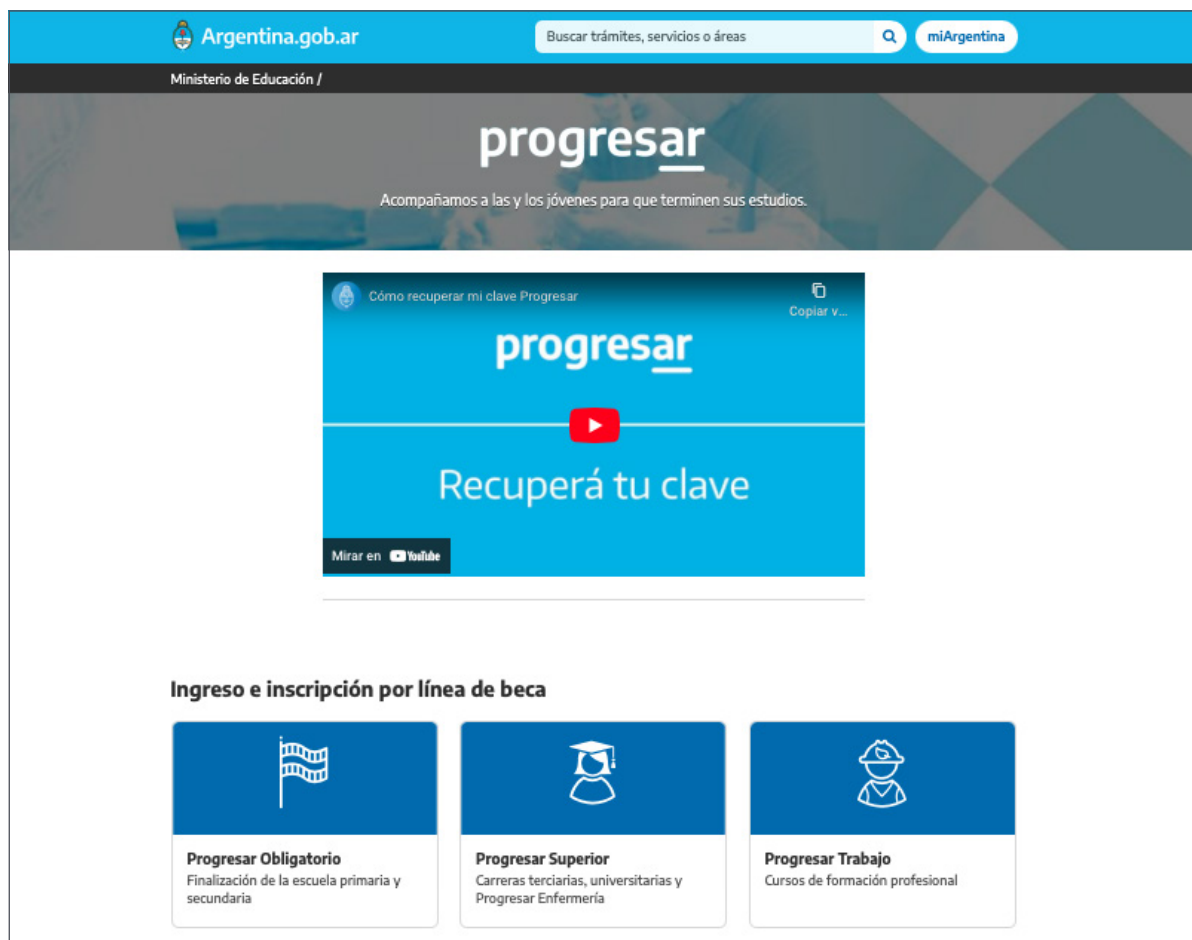 Argentina.gob.ar
Buscar trámites, servicios o áreas
miArgentina
Ministerio de Educación /
progresar
Acompañamos a las y los jóvenes para que terminen sus estudios.
Cómo recuperar mi clave Progresar
Copiar v...
progresar
Recuperá tu clave
Mirar en YouTube
Ingreso e inscripción por línea de beca
Progresar Obligatorio
Finalización de la escuela primaria y
secundaria
Progresar Superior
Carreras terciarias, universitarias y
Progresar Enfermería
Progresar Trabajo
Cursos de formación profesional